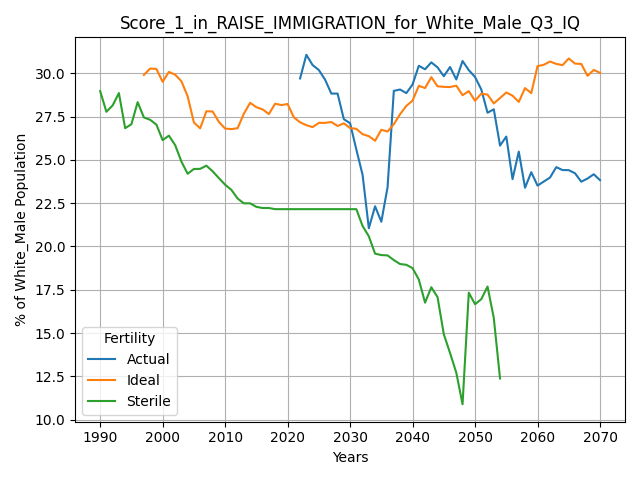 Score_1_in_RAISE_IMMIGRATION_for_White_Male_Q3_IQ
% of White_Male Population
30.0
27.5
25.0
22.5
20.0
17.5
15.0
12.5
10.0
Fertility
Actual
Ideal
Sterile
1990 2000 2010 2020 2030 2040 2050 2060 2070
Years